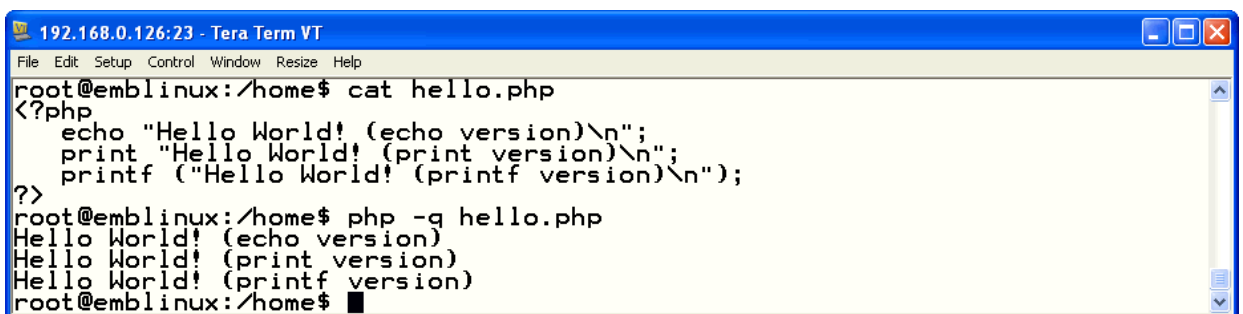 192.168.0.126:23 - Tera Term VT
File Edit Setup Control Window Resize Help
root@emblinux:/home$ cat hello.php
<?php
   echo "Hello World! (echo version)\n";
   print "Hello World! (print version)\n";
   printf ("Hello World! (printf version)\n");
?>
root@emblinux:/home$ php -q hello.php
Hello World! (echo version)
Hello World! (print version)
Hello World! (printf version)
root@emblinux:/home$